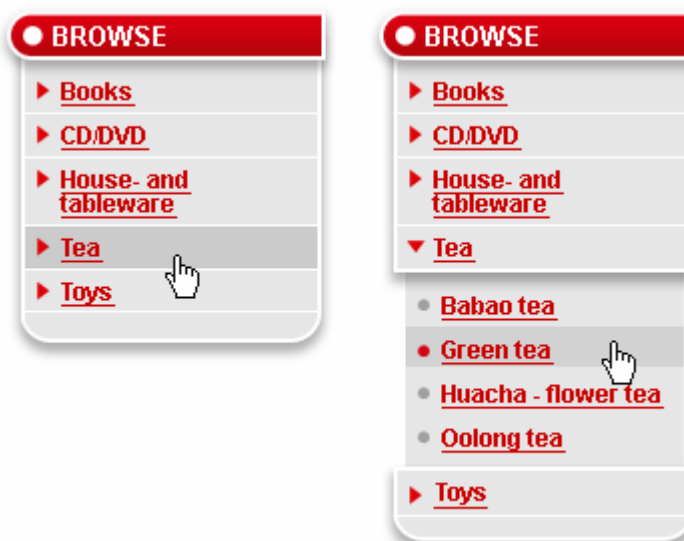 BROWSE
Books
CD/DVD
House- and
tableware
Tea
Toys
BROWSE
Books
CD/DVD
House- and
tableware
Tea
Babao tea
Green tea
Huacha - flower tea
Oolong tea
Toys